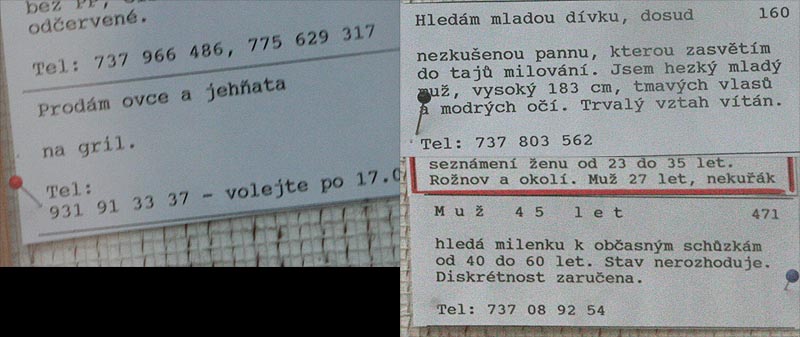 bez PP,
odčervené.
Tel: 737 966 486, 775 629 317
Prodám ovce a jehňata
na gril.
Tel:
931 91 33 37 - volejte po 17.0
Hledám mladou dívku, dosud 160
nezkušenou pannu, kterou zasvětím
do tajů milování. Jsem hezký mladý
muž, vysoký 183 cm, tmavých vlasů
a modrých očí. Trvalý vztah vítán.
Tel: 737 803 562
seznámení ženu od 23 do 35 let.
Rožnov a okolí. Muž 27 let, nekuřák
Muž 45 let 471
hledá milenku k občasným schůzkám
od 40 do 60 let. Stav nerozhoduje.
Diskrétnost zaručena.
Tel: 737 08 92 54